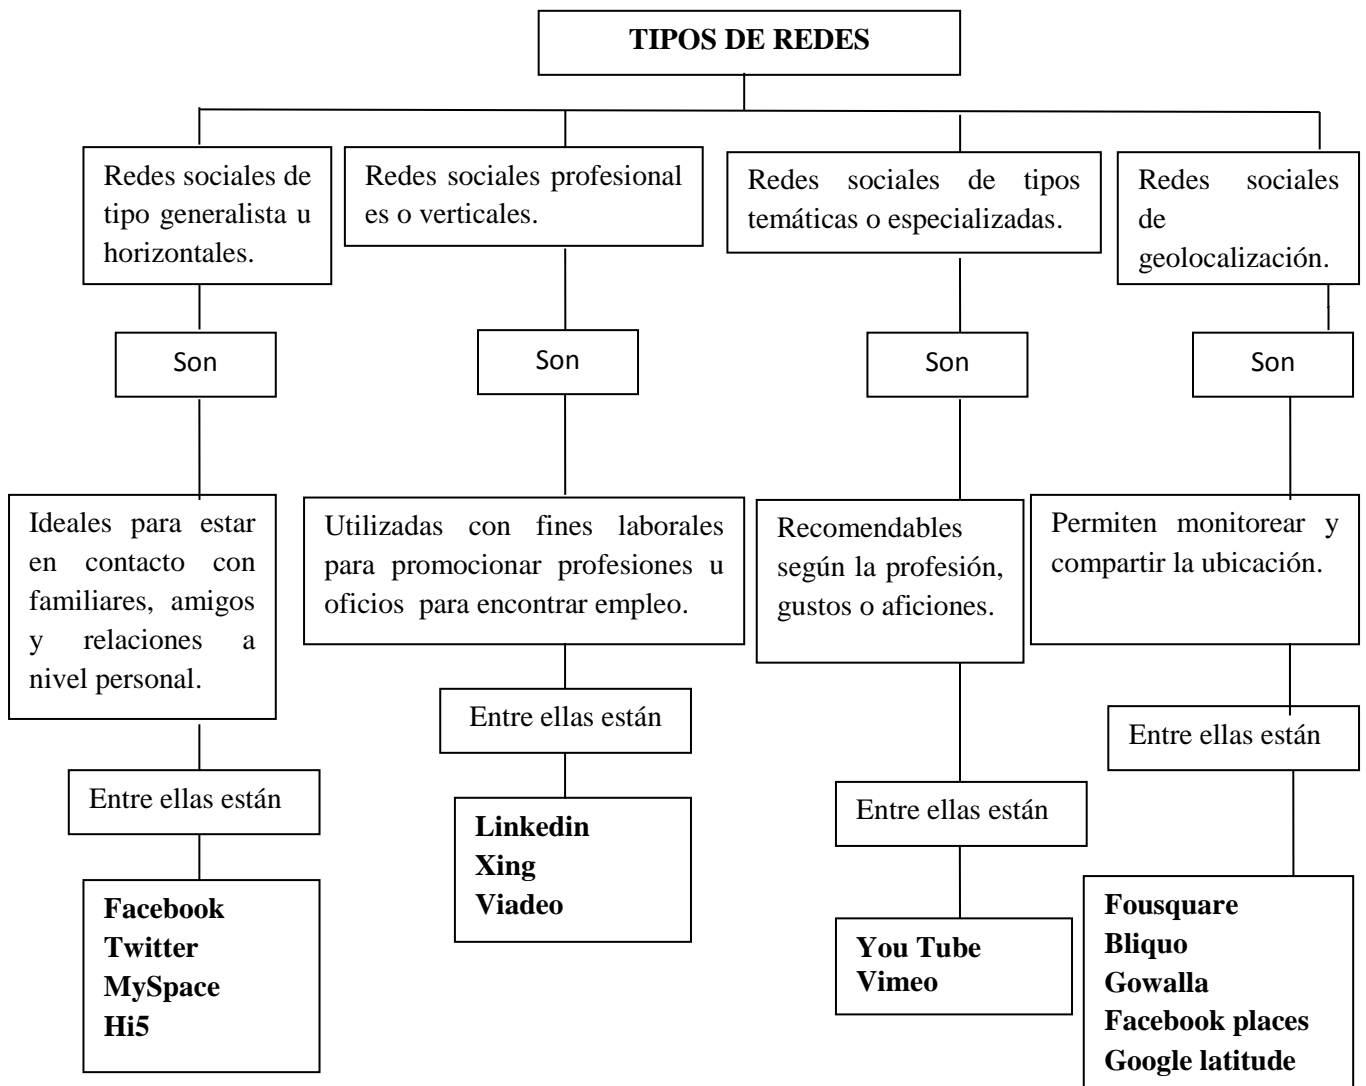 TIPOS DE REDES
Redes sociales de
tipo generalista u
horizontales.
Redes sociales profesional
es o verticales.
Redes sociales de tipos
temáticas o especializadas.
Redes sociales
de
geolocalización.
Son
Son
Son
Son
Ideales para estar
en contacto con
familiares, amigos
y relaciones a
nivel personal.
Utilizadas con fines laborales
para promocionar profesiones u
oficios para encontrar empleo.
Recomendables
según la profesión,
gustos o aficiones.
Permiten monitorear y
compartir la ubicación.
Entre ellas están
Entre ellas están
Entre ellas están
Entre ellas están
Facebook
Twitter
MySpace
Hi5
Linkedin
Xing
Viadeo
You Tube
Vimeo
Fousquare
Bliquo
Gowalla
Facebook places
Google latitude